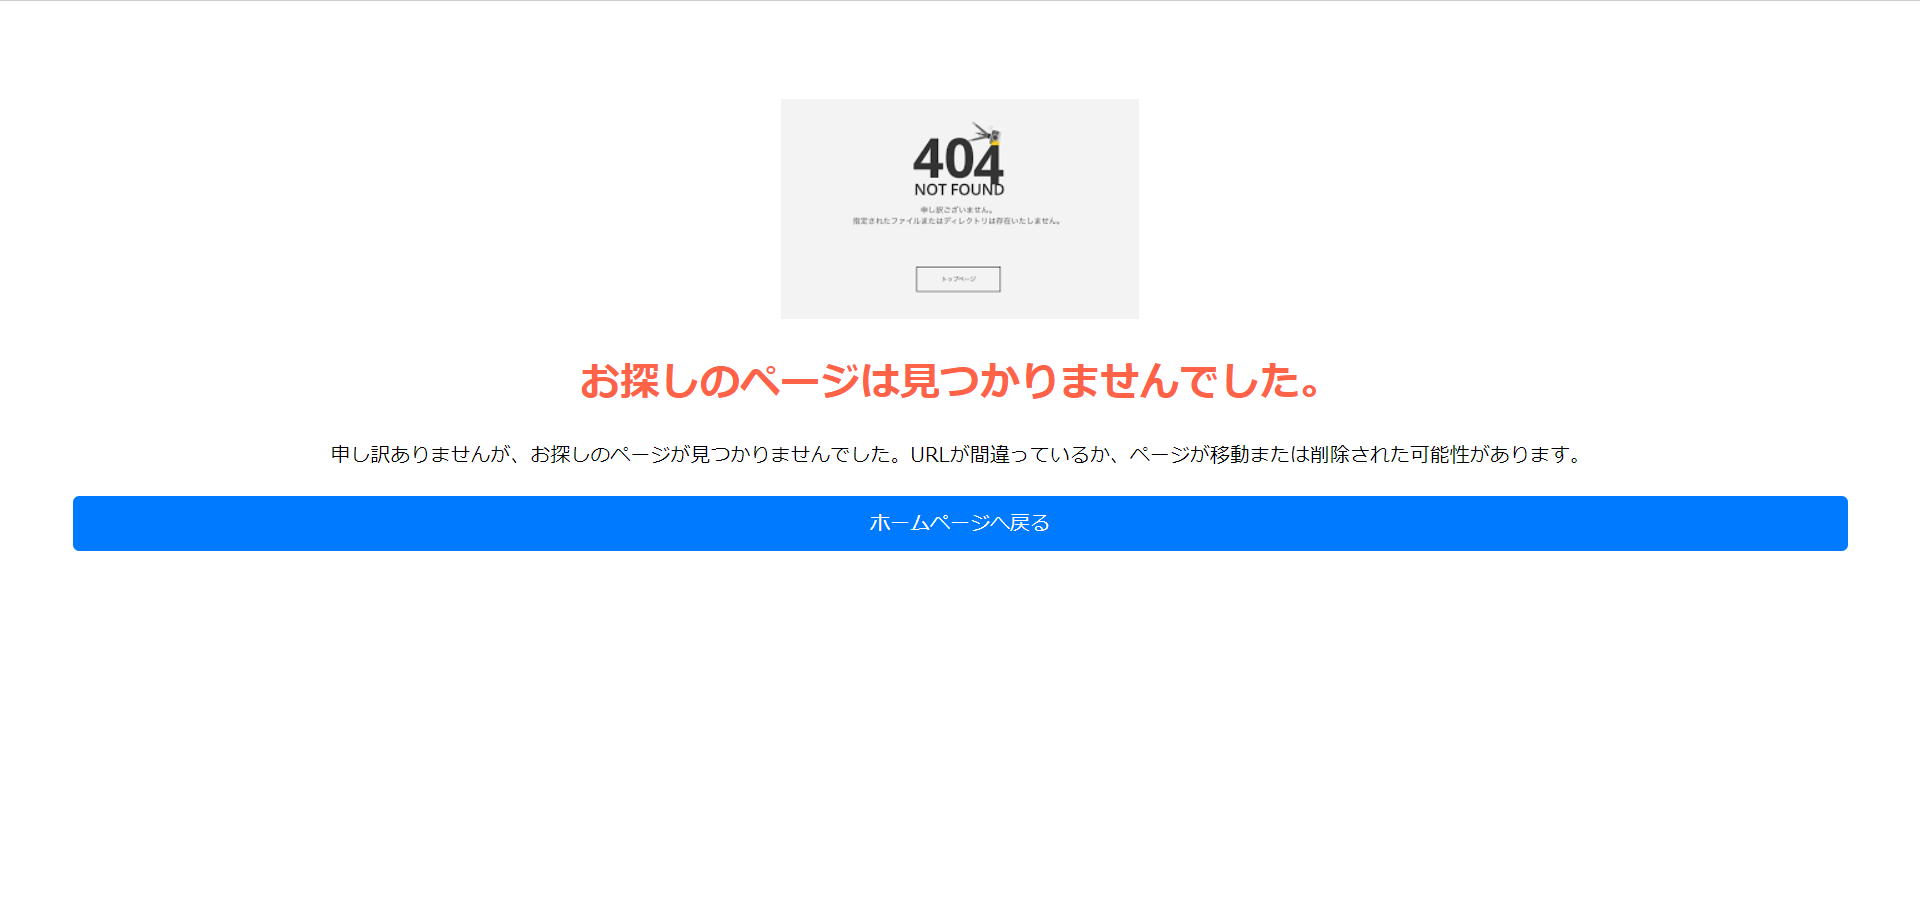 404
NOT FOUND
申し訳ございません。
指定されたファイルまたはディレクトリは存在いたしません。
トップページ
お探しのページは見つかりませんでした。
申し訳ありませんが、お探しのページが見つかりませんでした。URLが間違っているか、ページが移動または削除された可能性があります。
ホームページへ戻る